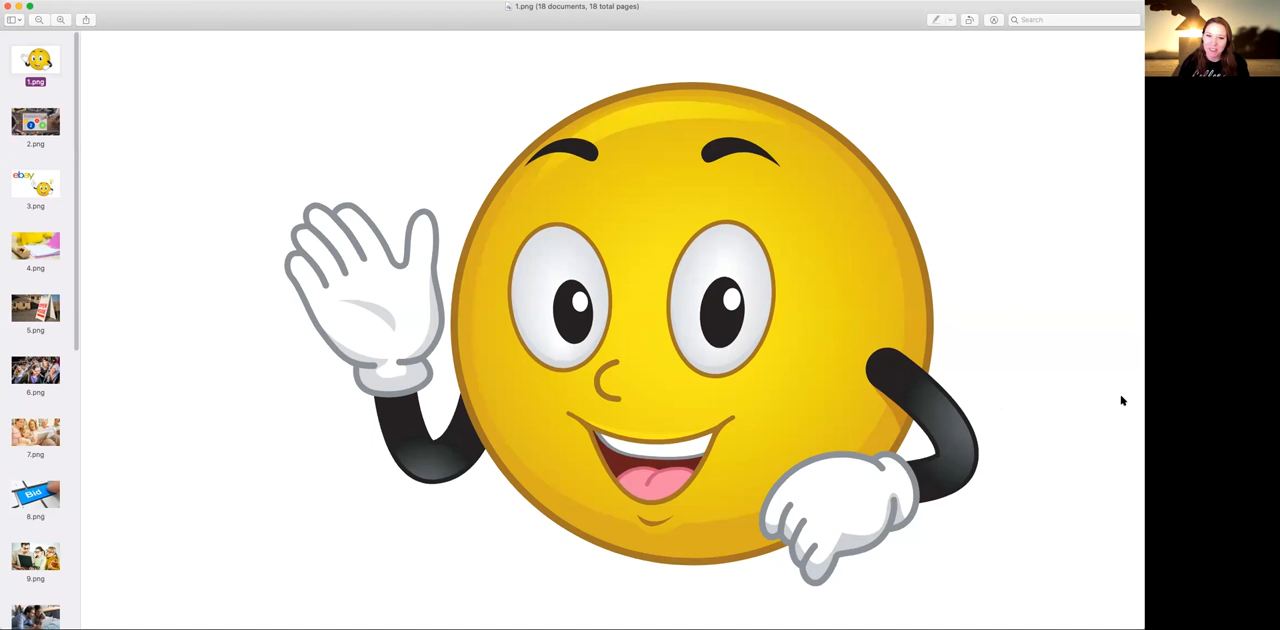 1.png (18 documents, 18 total pages)
Search
1.png
2.png
ebay
3.png
4.png
5.png
6.png
7.png
Bid
8.png
9.png